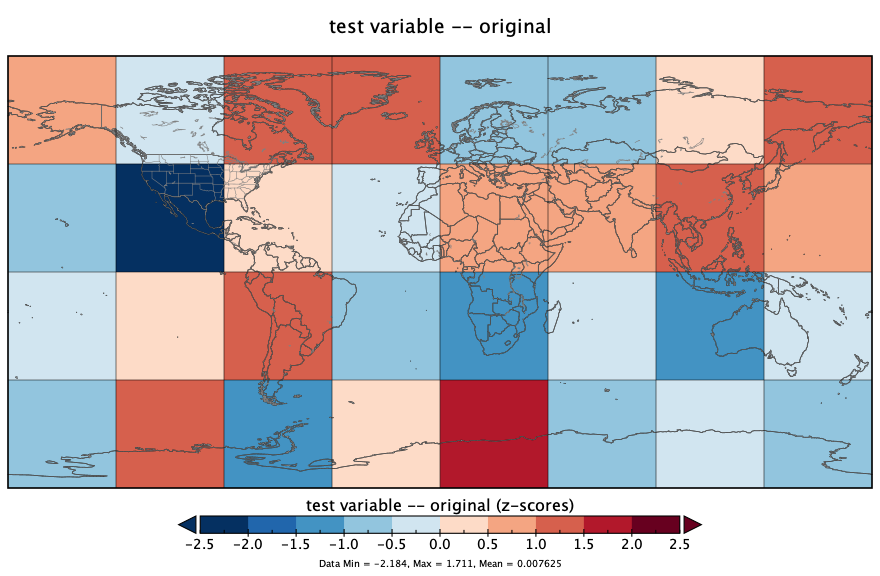 test variable -- original
test variable -- original (z-scores)
-2.5 -2.0 -1.5 -1.0 -0.5 0.0 0.5 1.0 1.5 2.0 2.5
Data Min = -2.184, Max = 1.711, Mean = 0.007625